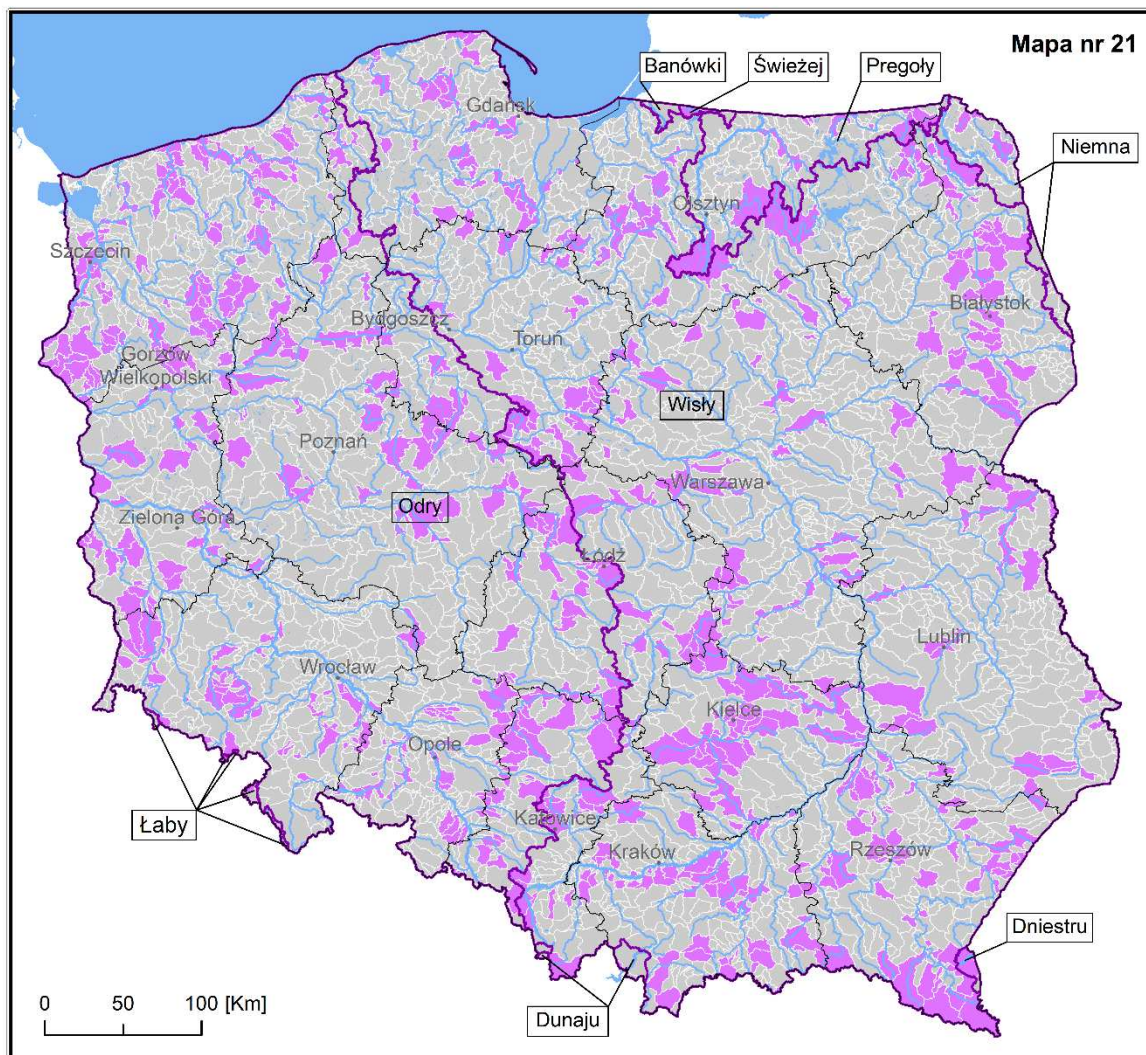 Mapa nr 21
Banówki
Świeżej
Pregoły
Gdańsk
Niemna
Olsztyn
Szczecin
Białystok
Bydgoszcz
Toruń
Gorzów
Wielkopolski
Wisły
Poznań
Warszawa
Odry
Zielona Góra
Łódź
Lublin
Wrocław
Kielce
Opole
Łaby
Katowice
Kraków
Rzeszów
Dniestru
0 50 100 [Km]
Dunaju